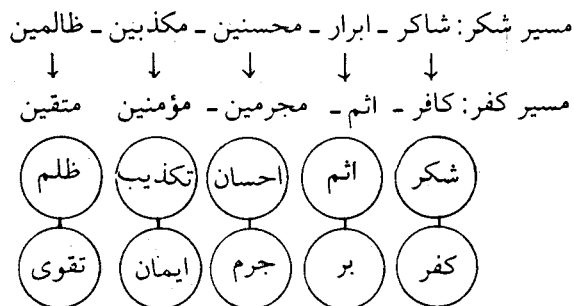 مسیر شکر: شاکر ـ ابرار ـ محسنین ـ مکذبین ـ ظالمین
↓ ↓ ↓ ↓ ↓
مسیر کفر: کافر ـ اثم ـ مجرمین ـ مؤمنین متقین
شکر اثم احسان تکذیب ظلم
کفر بر جرم ایمان تقوی